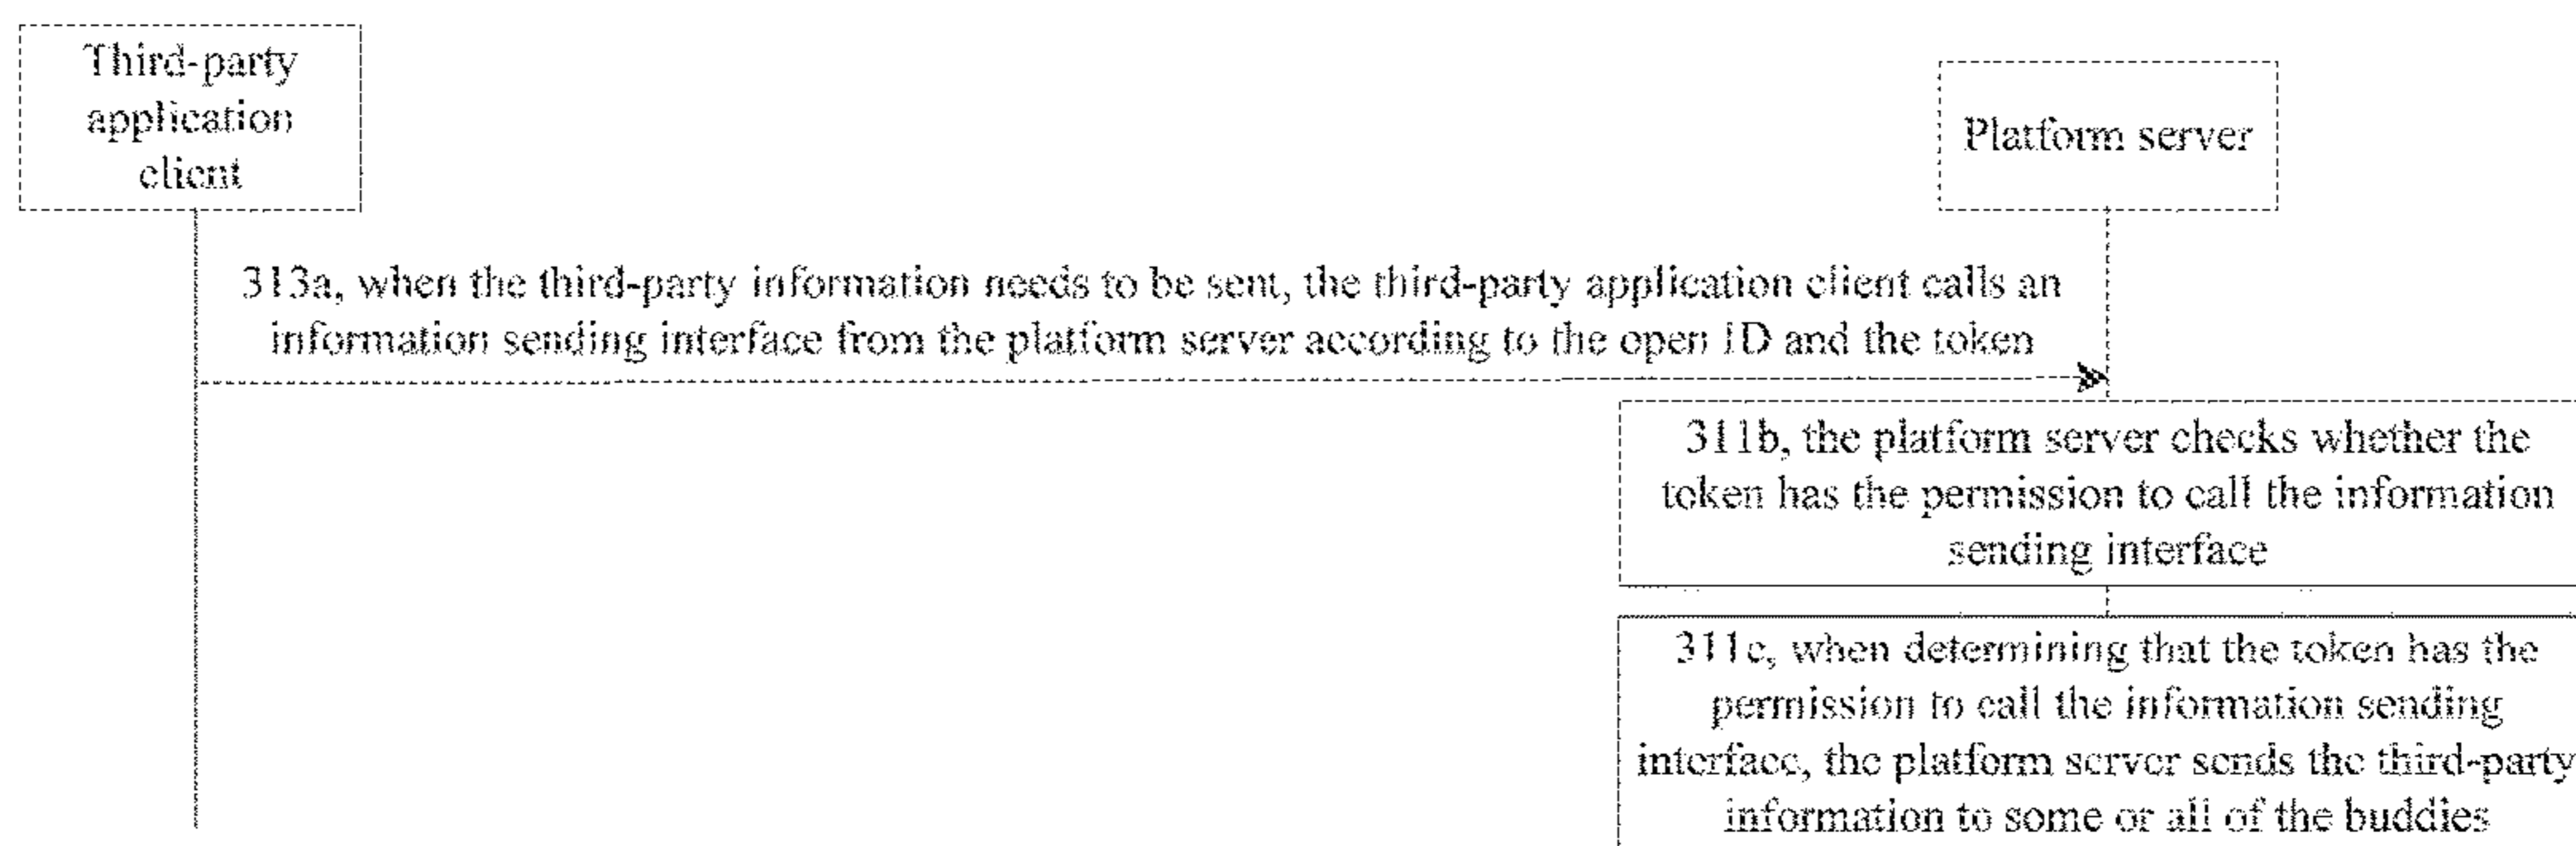 Third-party
application
client
Platform server
313a, when the third-party information needs to be sent, the third-party application client calls an
information sending interface from the platform server according to the open ID and the token
311b, the platform server checks whether the
token has the permission to call the information
sending interface
311c, when determining that the token has the
permission to call the information sending
interface, the platform server sends the third-party
information to some or all of the buddies